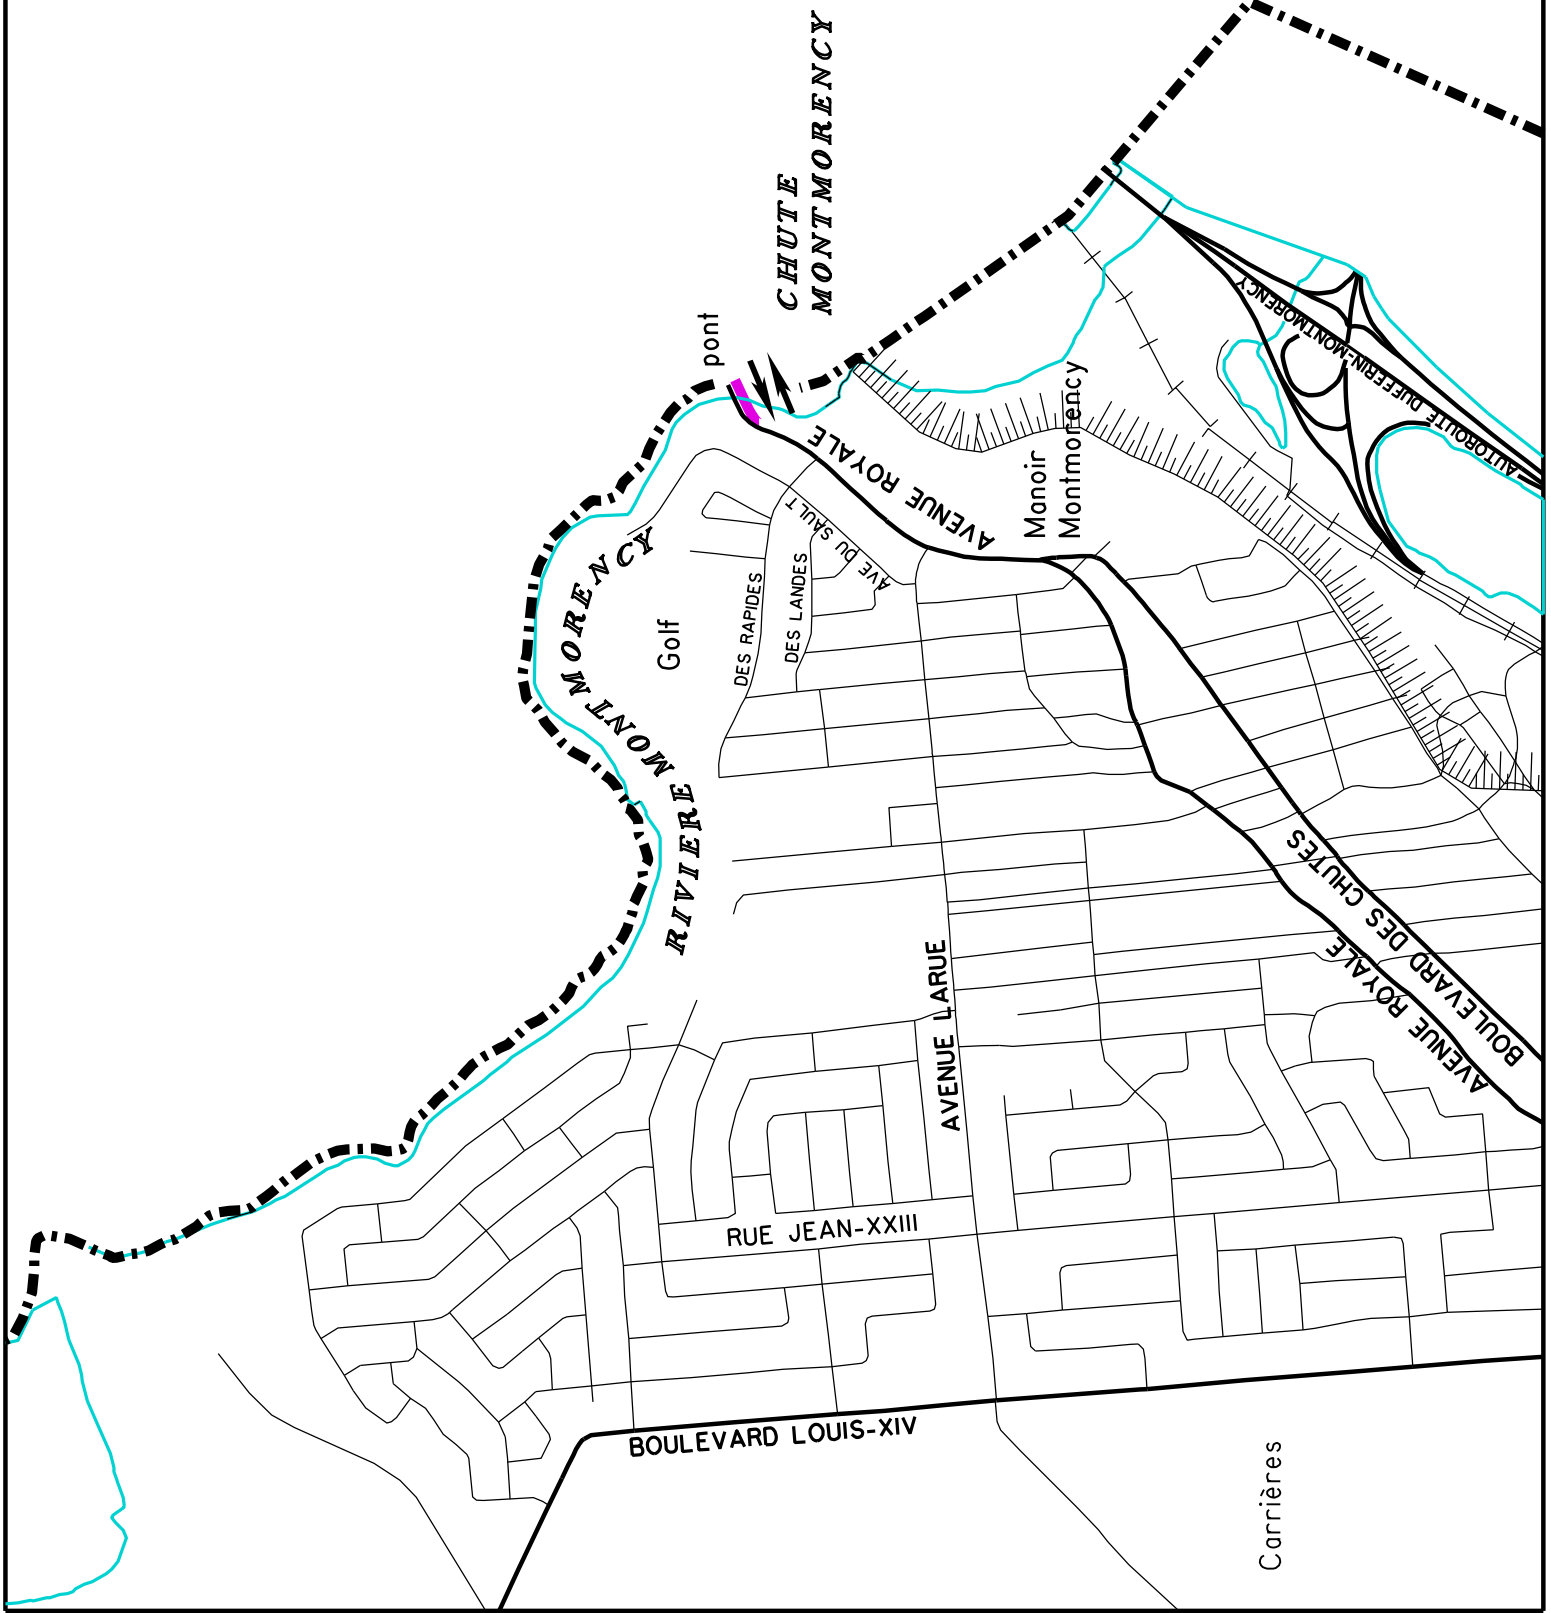 CHUTE
MONTMORENCY
pont
AUTOROUTE DUFFERIN-MONTMORENCY
AVENUE ROYALE
Manoir
Montmorency
AVE DU SAULT
DES RAPIDES
DES LANDES
Golf
RIVIERE MONTMORENCY
BOULEVARD DES CHUTES
AVENUE ROYALE
AVENUE LARUE
RUE JEAN-XXIII
BOULEVARD LOUIS-XIV
Carrières